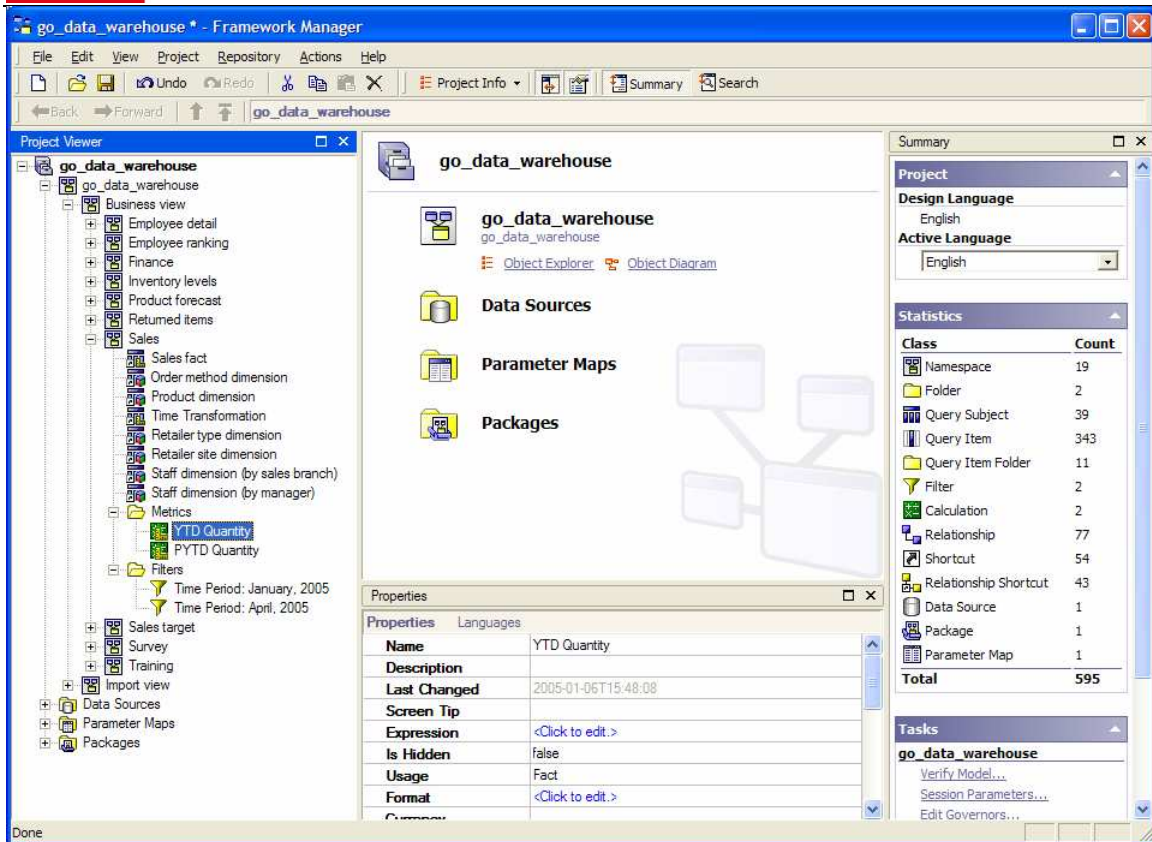 go_data_warehouse * - Framework Manager
File Edit View Project Repository Actions Help
Undo Redo Project Info Summary Search
Back Forward go_data_warehouse
Project Viewer
go_data_warehouse
go_data_warehouse
Business view
Employee detail
Employee ranking
Finance
Inventory levels
Product forecast
Returned items
Sales
Sales fact
Order method dimension
Product dimension
Time Transformation
Retailer type dimension
Retailer site dimension
Staff dimension (by sales branch)
Staff dimension (by manager)
Metrics
YTD Quantity
PYTD Quantity
Filters
Time Period: January, 2005
Time Period: April, 2005
Sales target
Survey
Training
Import view
Data Sources
Parameter Maps
Packages
go_data_warehouse
go_data_warehouse
go_data_warehouse
Object Explorer Object Diagram
Data Sources
Parameter Maps
Packages
Properties
Properties Languages
Name YTD Quantity
Description
Last Changed 2005-01-06T15:48:08
Screen Tip
Expression <Click to edit.>
Is Hidden false
Usage Fact
Format <Click to edit.>
Currency
Summary
Project
Design Language
English
Active Language
English
Statistics
Class Count
Namespace 19
Folder 2
Query Subject 39
Query Item 343
Query Item Folder 11
Filter 2
Calculation 2
Relationship 77
Shortcut 54
Relationship Shortcut 43
Data Source 1
Package 1
Parameter Map 1
Total 595
Tasks
go_data_warehouse
Verify Model...
Session Parameters...
Edit Governors...
Done